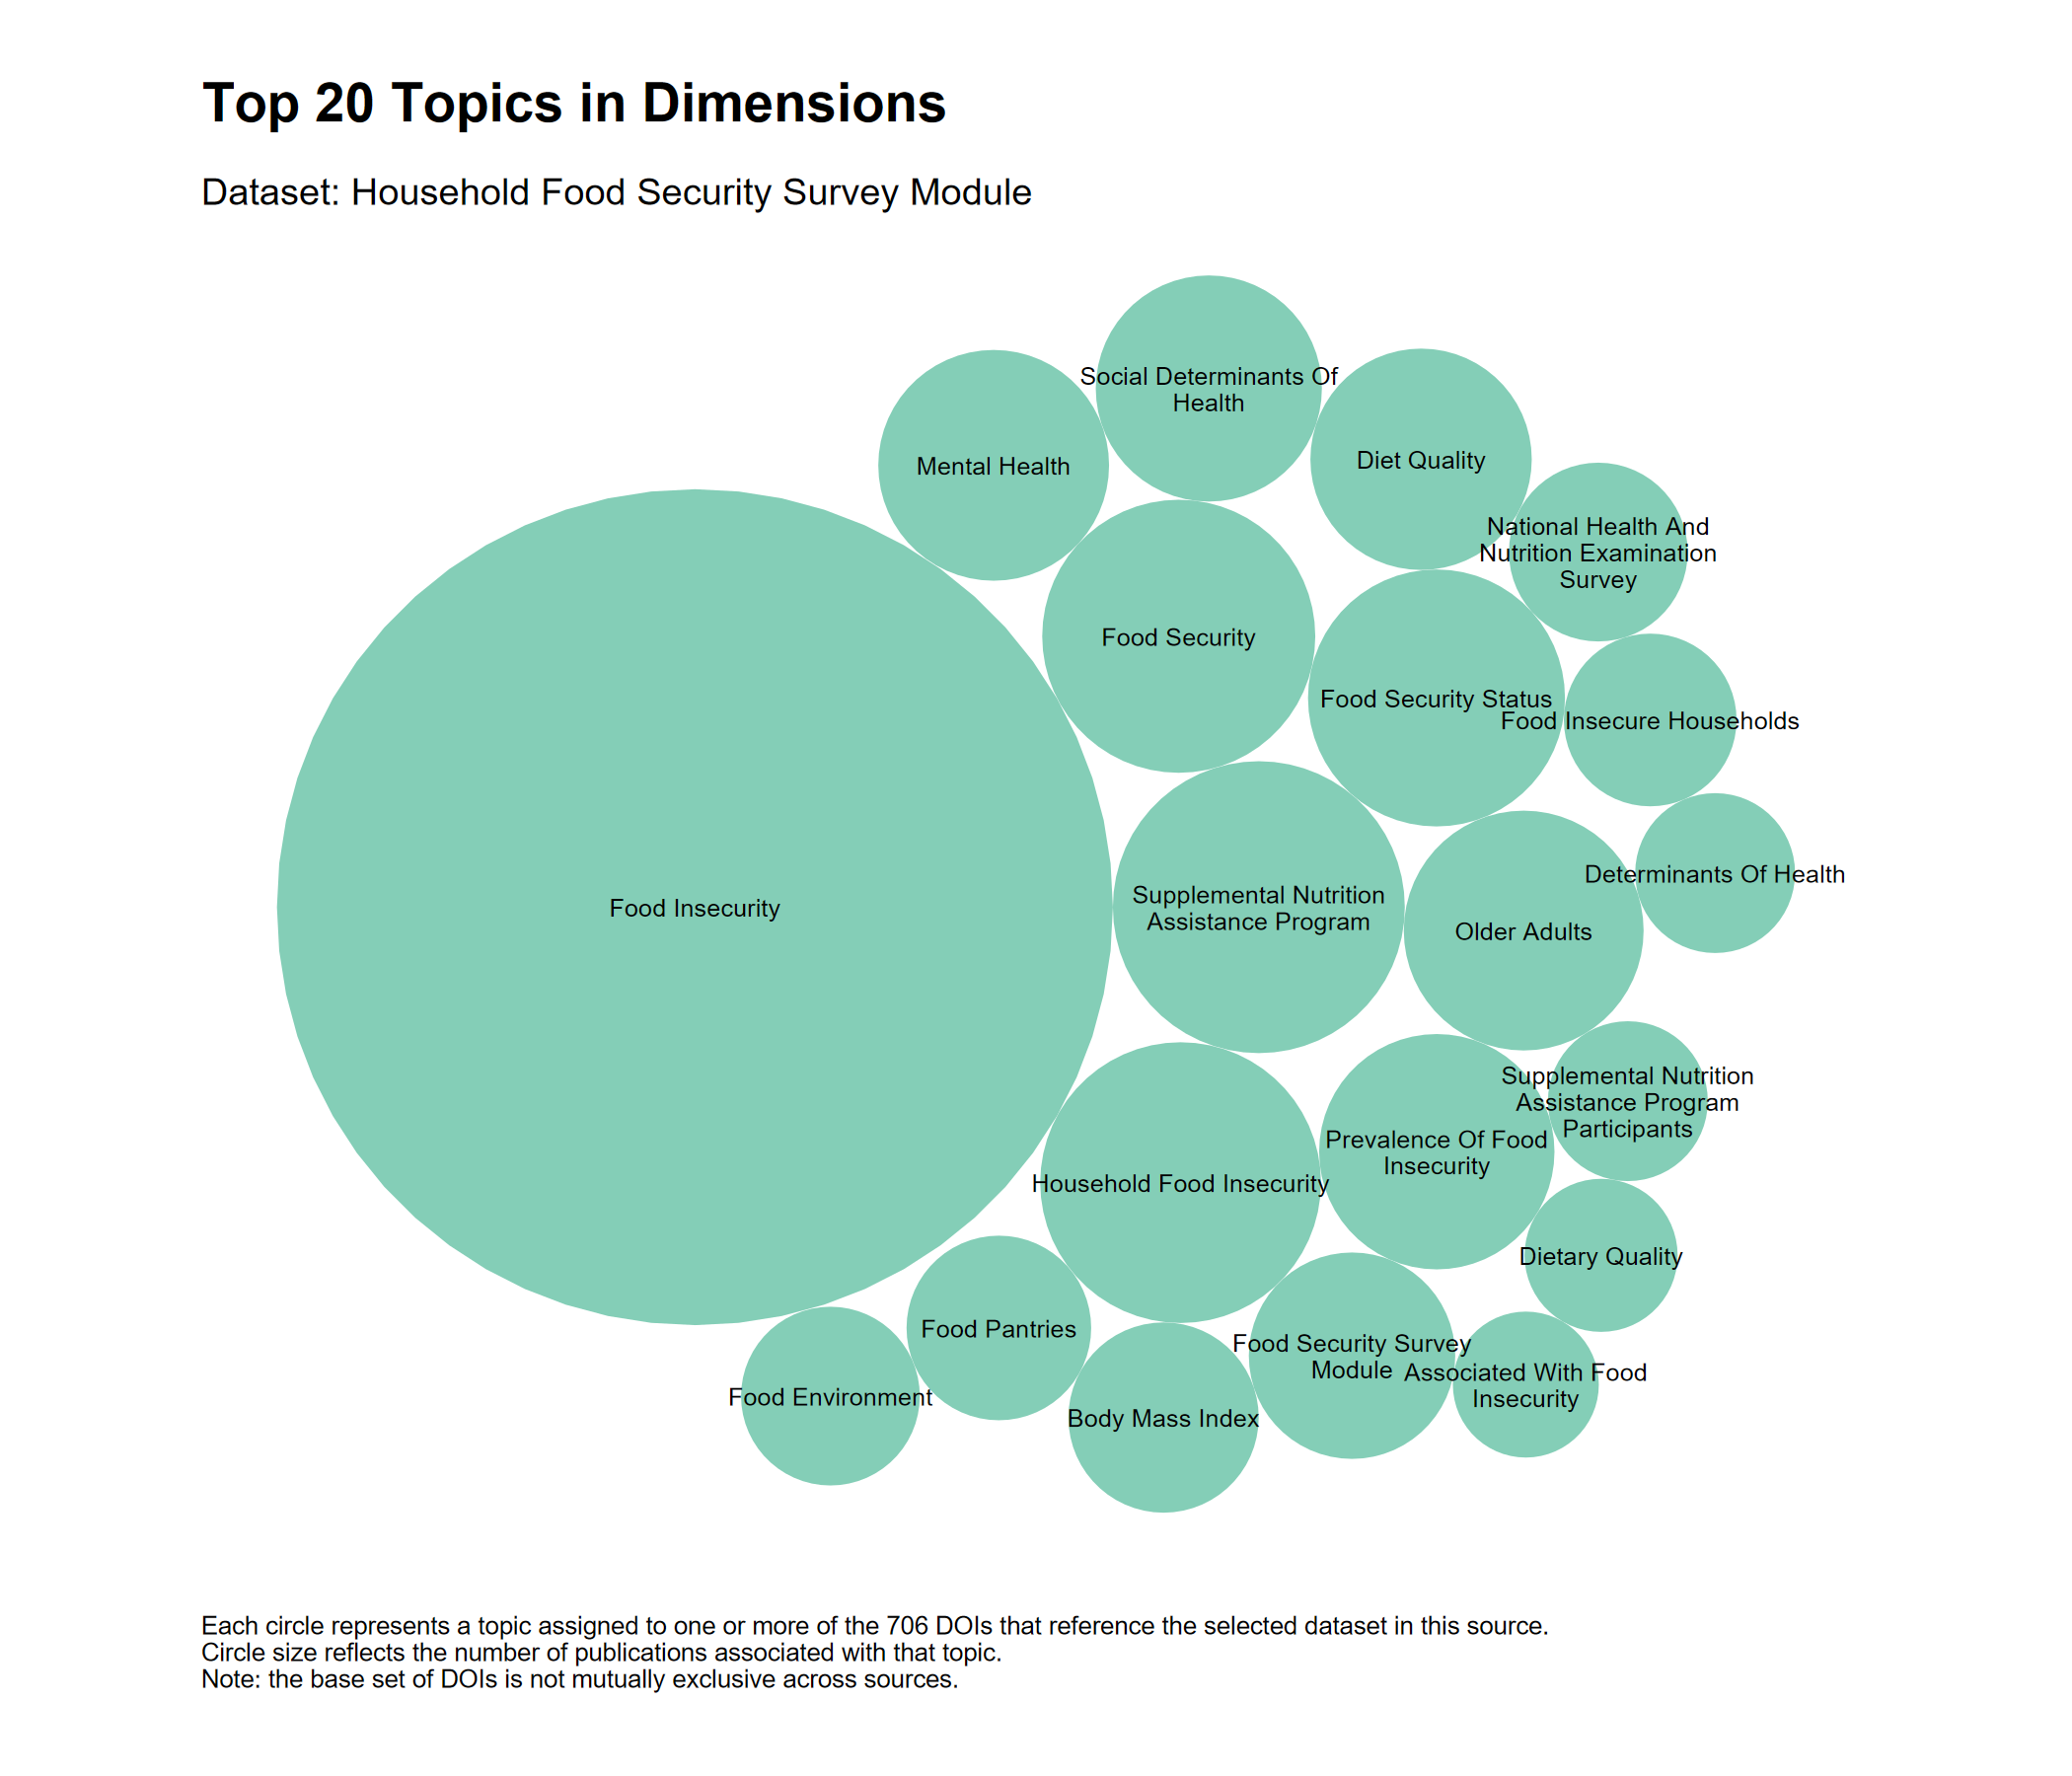 Top 20 Topics in Dimensions
Dataset: Household Food Security Survey Module
Social Determinants Of
Health
Mental Health
Diet Quality
National Health And
Nutrition Examination
Survey
Food Security
Food Security Status
Food Insecure Households
Determinants Of Health
Food Insecurity
Supplemental Nutrition
Assistance Program
Older Adults
Supplemental Nutrition
Assistance Program
Participants
Prevalence Of Food
Insecurity
Household Food Insecurity
Dietary Quality
Food Pantries
Food Security Survey
Module
Associated With Food
Insecurity
Food Environment
Body Mass Index
Each circle represents a topic assigned to one or more of the 706 DOIs that reference the selected dataset in this source.
Circle size reflects the number of publications associated with that topic.
Note: the base set of DOIs is not mutually exclusive across sources.